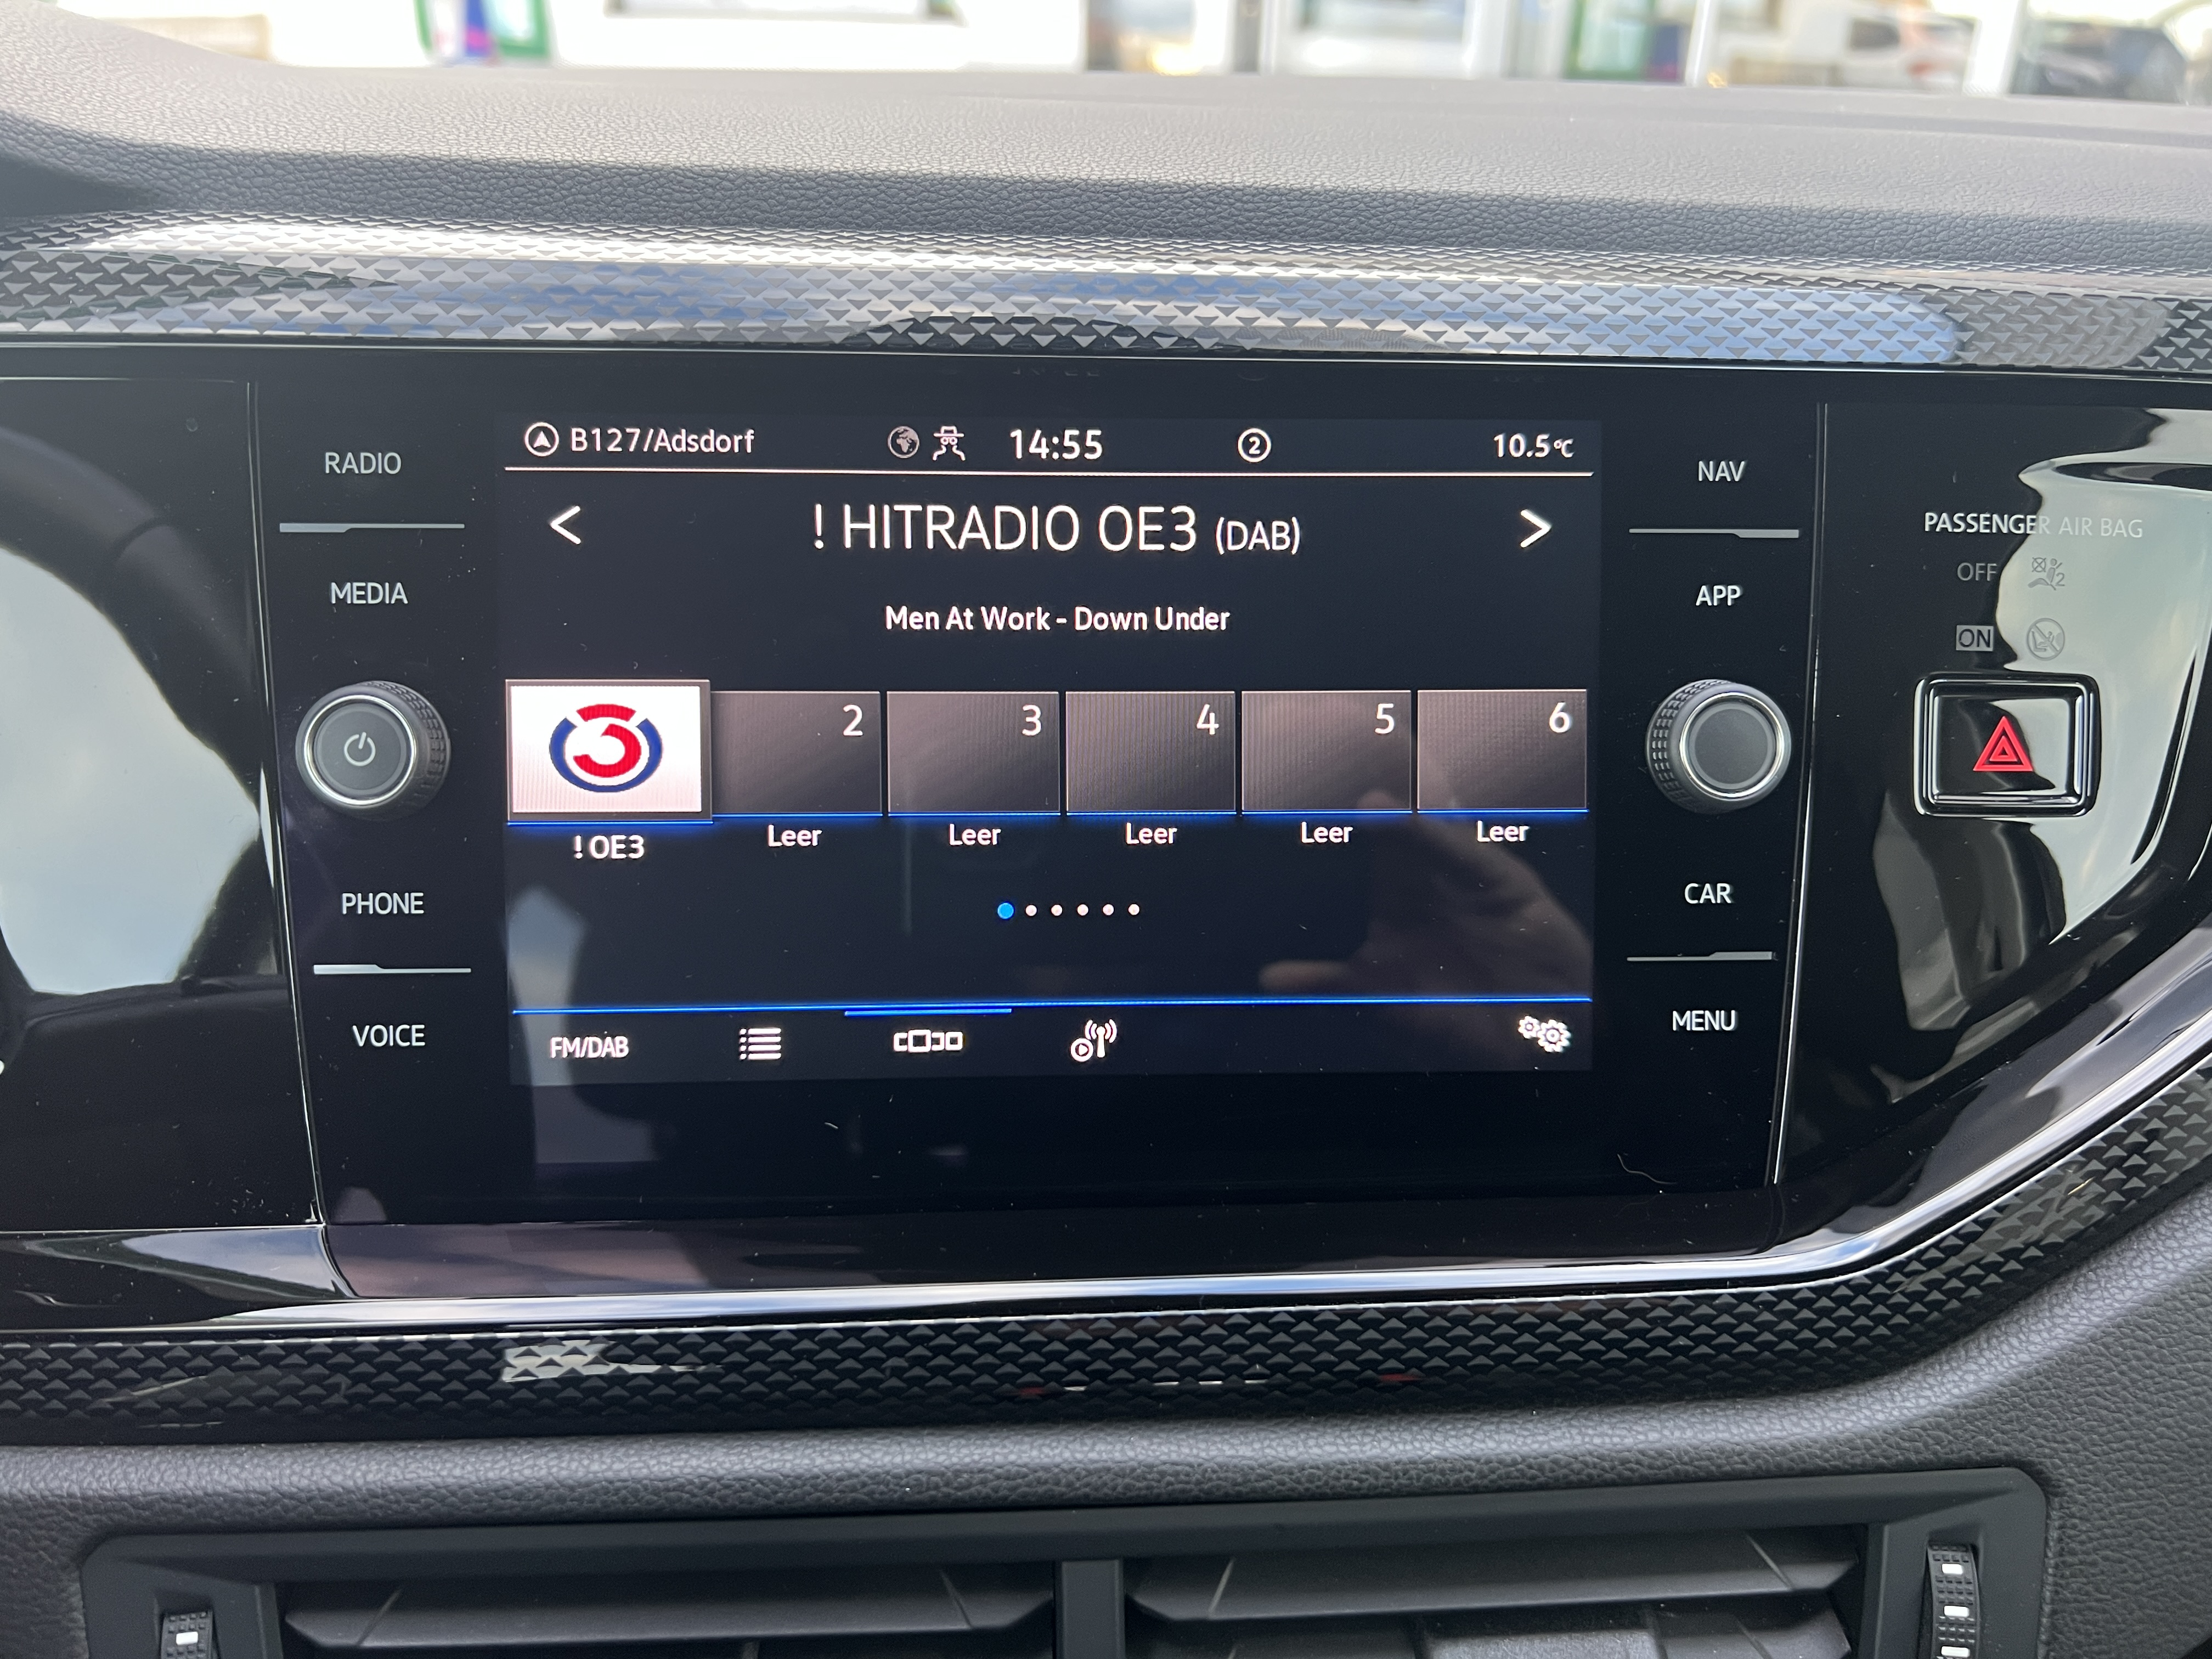 B127/Adsdorf 14:55 2 10.5°C
RADIO
NAV
! HITRADIO OE3 (DAB)
PASSENGER AIR BAG
MEDIA
APP
OFF
2
Men At Work - Down Under
ON
3 2 3 4 5 6
! OE3 Leer Leer Leer Leer Leer
PHONE
CAR
VOICE
MENU
FM/DAB